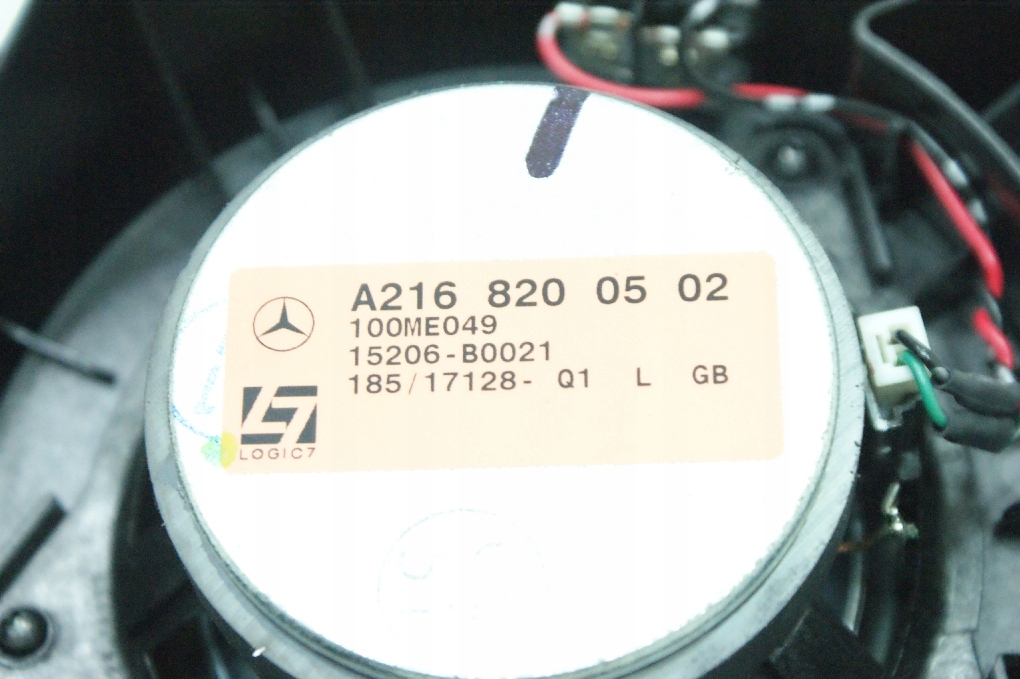 A216 820 05 02
100ME049
15206-B0021
185/17128- Q1 L GB
LOGIC7